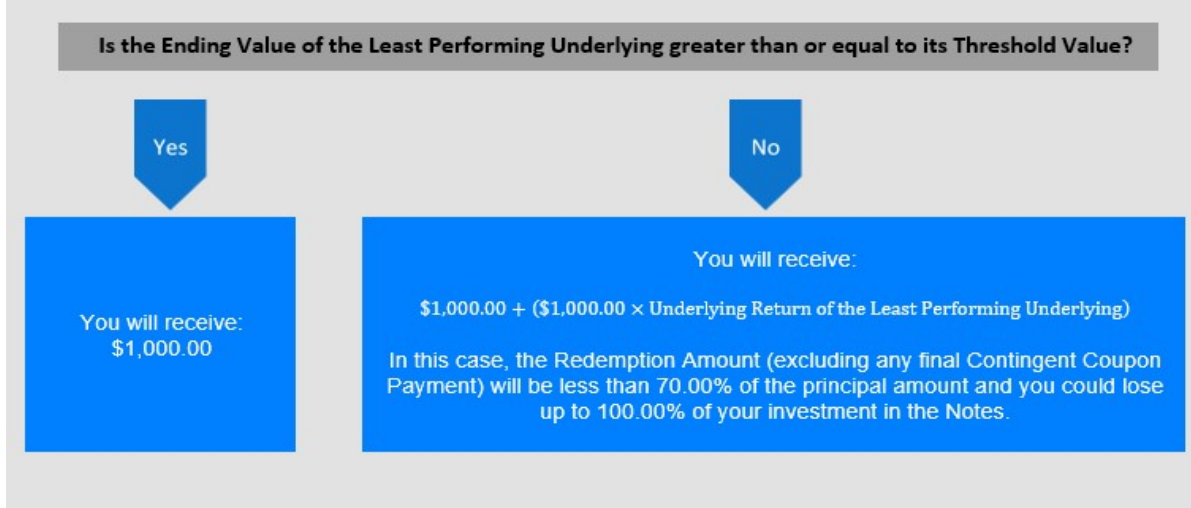 Is the Ending Value of the Least Performing Underlying greater than or equal to its Threshold Value?
Yes
No
You will receive:
$1,000.00
You will receive:
$1,000.00 + ($1,000.00 × Underlying Return of the Least Performing Underlying)
In this case, the Redemption Amount (excluding any final Contingent Coupon
Payment) will be less than 70.00% of the principal amount and you could lose
up to 100.00% of your investment in the Notes.